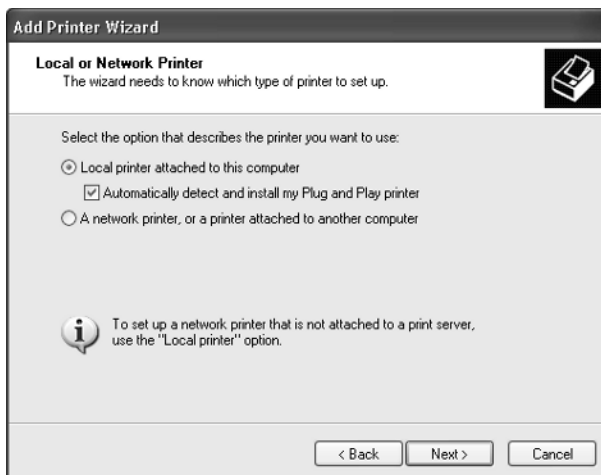 Add Printer Wizard
Local or Network Printer
The wizard needs to know which type of printer to set up.
Select the option that describes the printer you want to use:
Local printer attached to this computer
Automatically detect and install my Plug and Play printer
A network printer, or a printer attached to another computer
To set up a network printer that is not attached to a print server,
use the "Local printer" option.
< Back Next > Cancel